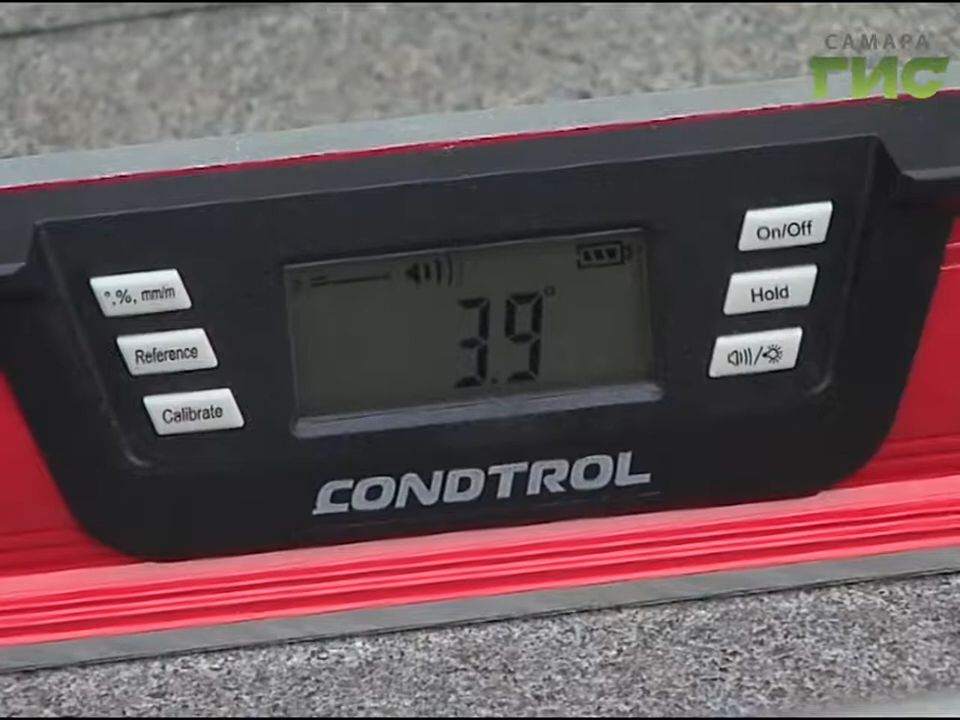 САМАРА
ГИС
On/Off
°,%, mm/m
Hold
3.9°
Reference
Calibrate
CONDTROL